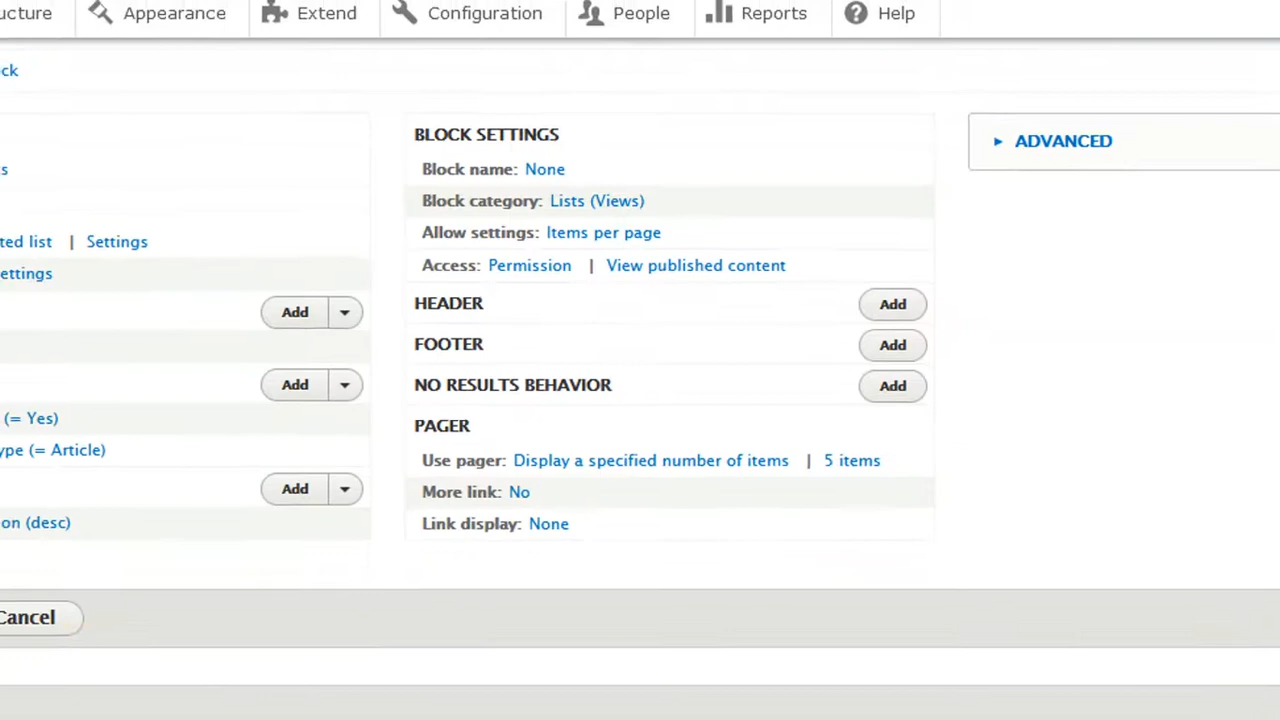 ucture Appearance Extend Configuration People Reports Help
ck
s
ted list | Settings
ettings
Add
Add
(= Yes)
ype (= Article)
Add
on (desc)
BLOCK SETTINGS
Block name: None
Block category: Lists (Views)
Allow settings: Items per page
Access: Permission | View published content
HEADER Add
FOOTER Add
NO RESULTS BEHAVIOR Add
PAGER
Use pager: Display a specified number of items | 5 items
More link: No
Link display: None
ADVANCED
Cancel